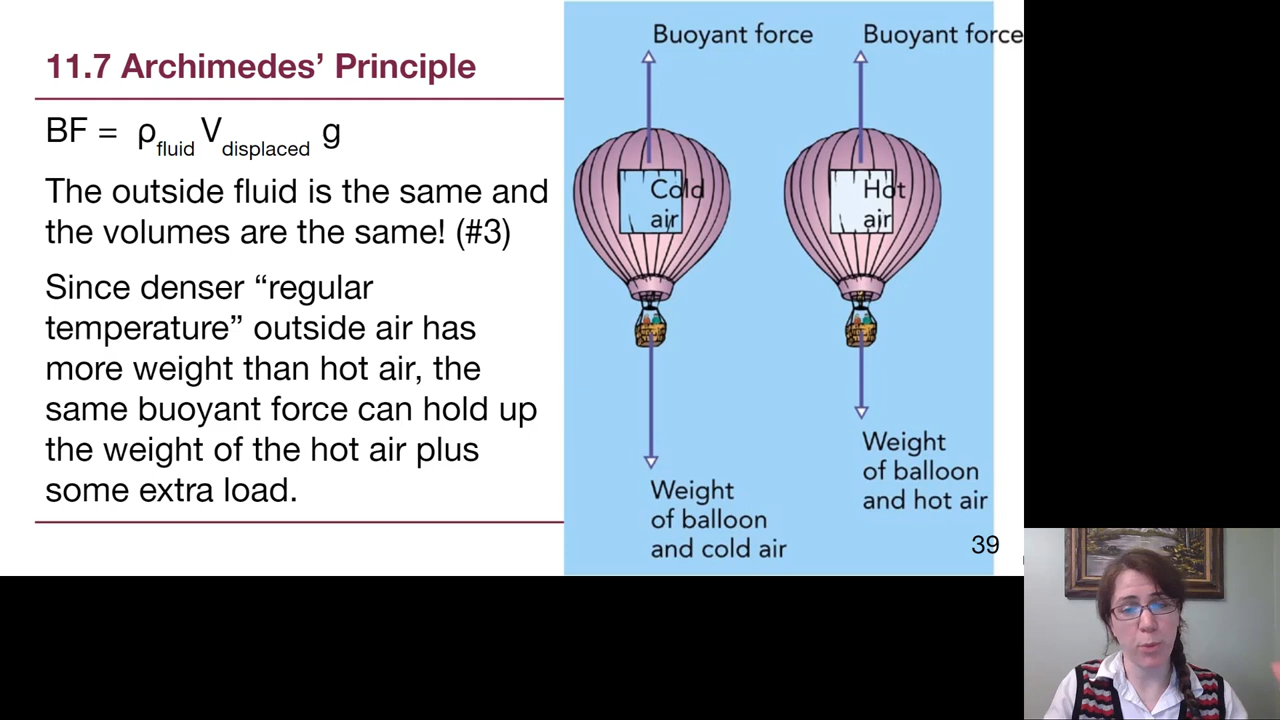 11.7 Archimedes’ Principle
BF = ρfluid Vdisplaced g
The outside fluid is the same and
the volumes are the same! (#3)
Since denser “regular
temperature” outside air has
more weight than hot air, the
same buoyant force can hold up
the weight of the hot air plus
some extra load.
Buoyant force
Cold
air
Weight
of balloon
and cold air
Buoyant force
Hot
air
Weight
of balloon
and hot air
39